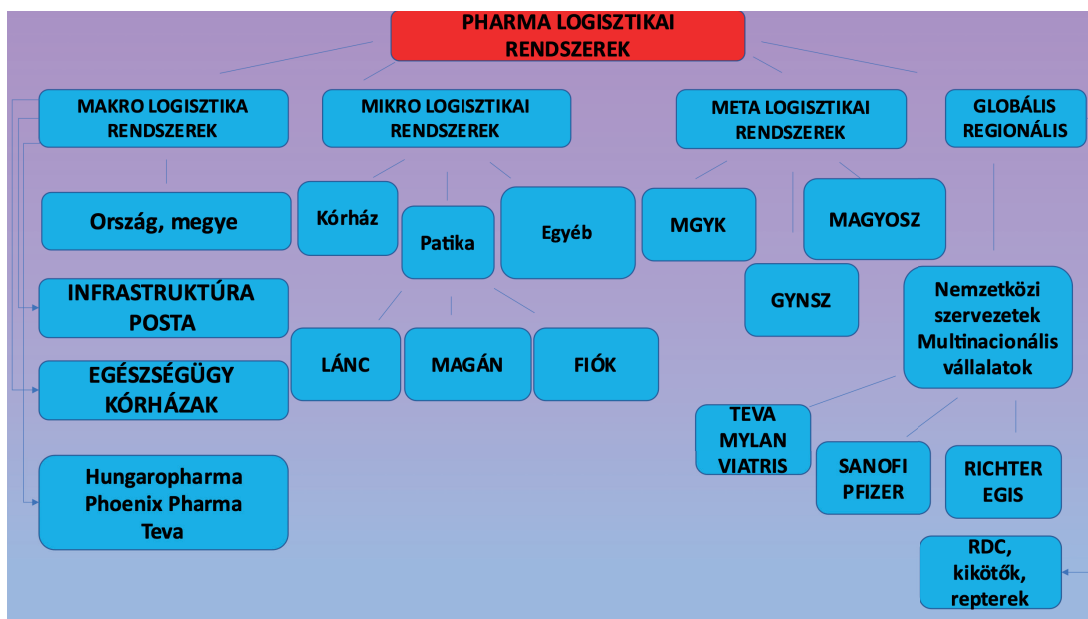 PHARMA LOGISZTIKAI
RENDSZEREK
MAKRO LOGISZTIKA
RENDSZEREK
MIKRO LOGISZTIKAI
RENDSZEREK
META LOGISZTIKAI
RENDSZEREK
GLOBÁLIS
REGIONÁLIS
Ország, megye
Kórház
Patika
Egyéb
MGYK
MAGYOSZ
GYNSZ
INFRASTRUKTÚRA
POSTA
Nemzetközi
szervezetek
Multinacionális
vállalatok
EGÉSZSÉGÜGY
KÓRHÁZAK
LÁNC
MAGÁN
FIÓK
TEVA
MYLAN
VIATRIS
SANOFI
PFIZER
RICHTER
EGIS
Hungaropharma
Phoenix Pharma
Teva
RDC,
kikötők,
repterek